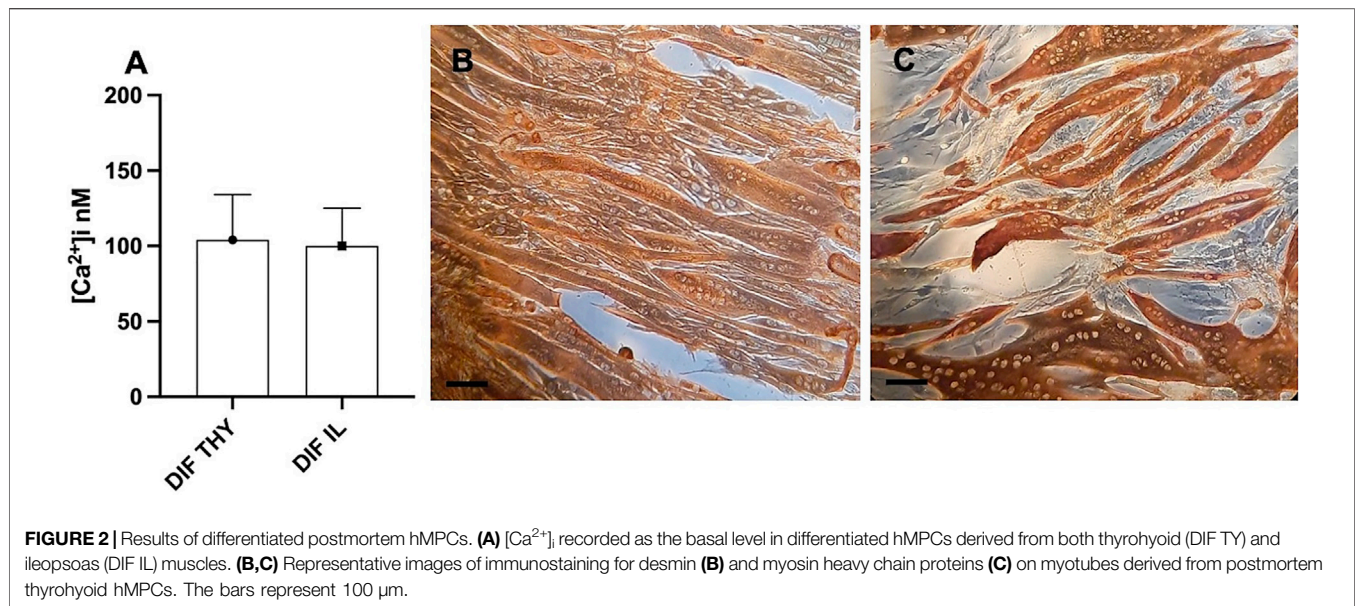 A
200
150
100
50
0
[Ca²⁺]i nM
DIF THY
DIF IL
B
C
FIGURE 2 | Results of differentiated postmortem hMPCs. (A) [Ca²⁺]ᵢ recorded as the basal level in differentiated hMPCs derived from both thyrohyoid (DIF TY) and
ileopsoas (DIF IL) muscles. (B,C) Representative images of immunostaining for desmin (B) and myosin heavy chain proteins (C) on myotubes derived from postmortem
thyrohyoid hMPCs. The bars represent 100 μm.